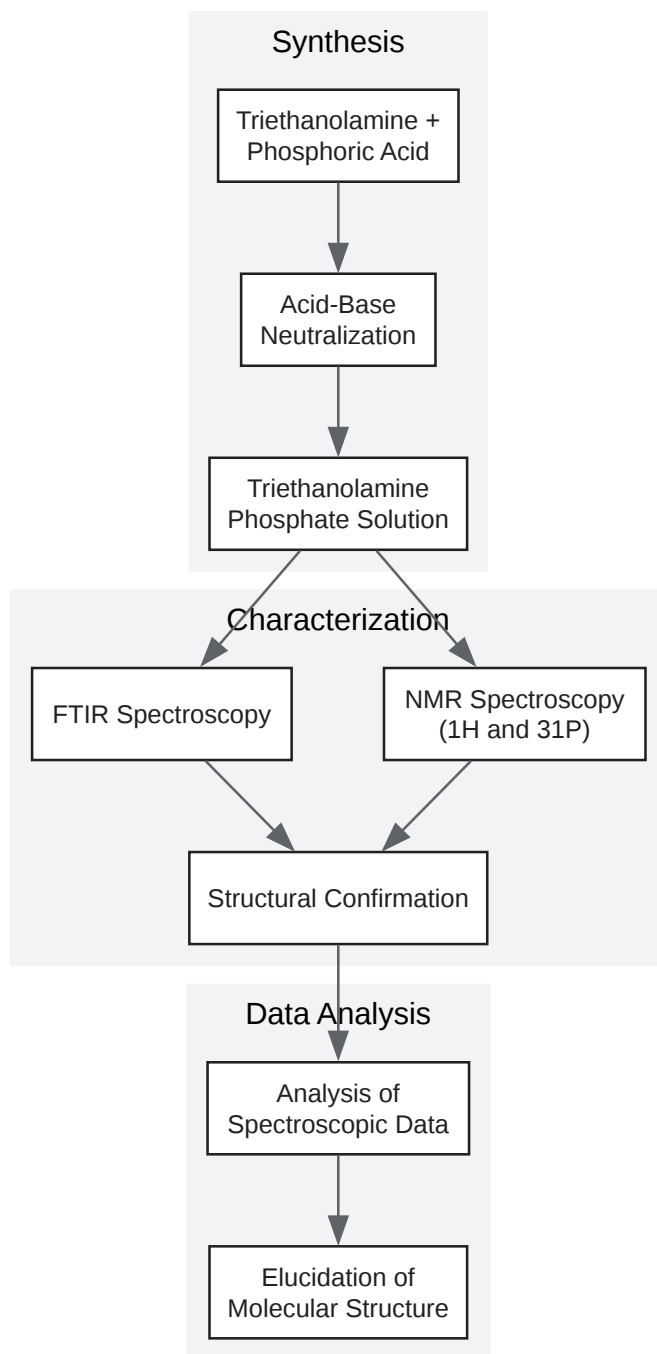 Synthesis
Triethanolamine +
Phosphoric Acid
Acid-Base
Neutralization
Triethanolamine
Phosphate Solution
Characterization
FTIR Spectroscopy
NMR Spectroscopy
(1H and 31P)
Structural Confirmation
Data Analysis
Analysis of
Spectroscopic Data
Elucidation of
Molecular Structure